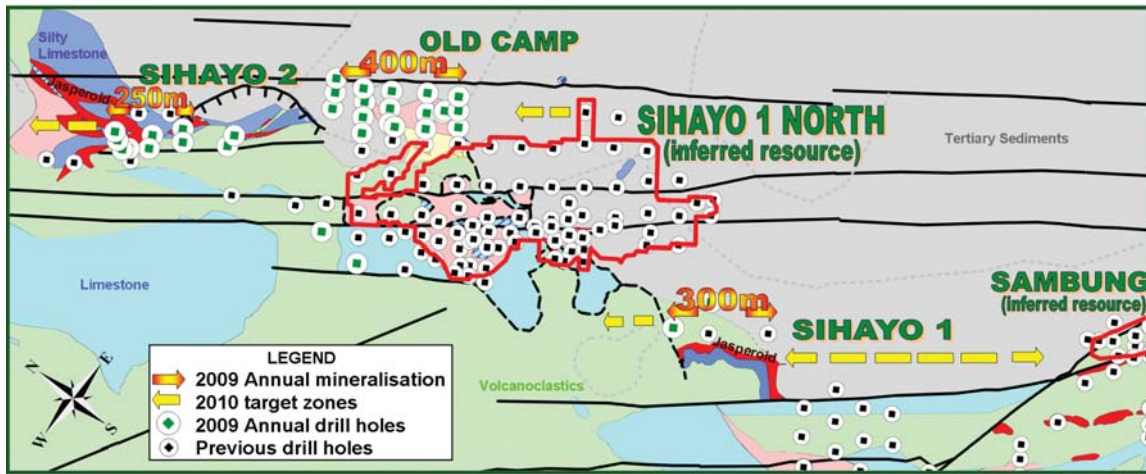 Silty
Limestone
OLD CAMP
400m
SIHAYO 2
Jasperoid
250m
SIHAYO 1 NORTH
(inferred resource)
Tertiary Sediments
Limestone
SAMBUNG
(inferred resource)
300m
SIHAYO 1
Jasperoid
Volcanoclastics
N
E
W
S
LEGEND
2009 Annual mineralisation
2010 target zones
2009 Annual drill holes
Previous drill holes